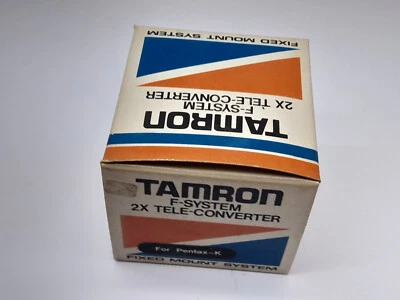 FIXED MOUNT SYSTEM
TAMRON
F-SYSTEM
2X TELE-CONVERTER
TAMRON
F-SYSTEM
2X TELE-CONVERTER
For Pentax-K
FIXED MOUNT SYSTEM